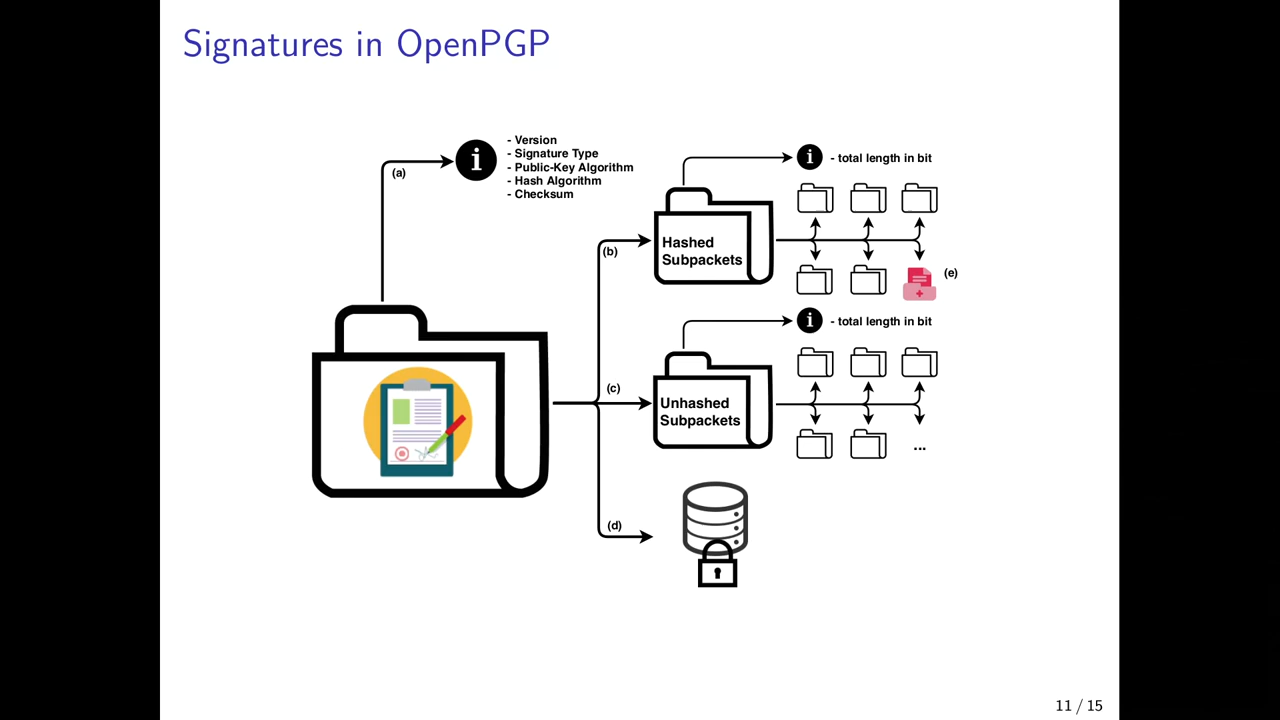 Signatures in OpenPGP
(a)
i
- Version
- Signature Type
- Public-Key Algorithm
- Hash Algorithm
- Checksum
i
- total length in bit
(b)
Hashed
Subpackets
(e)
i
- total length in bit
(c)
Unhashed
Subpackets
...
(d)
11 / 15